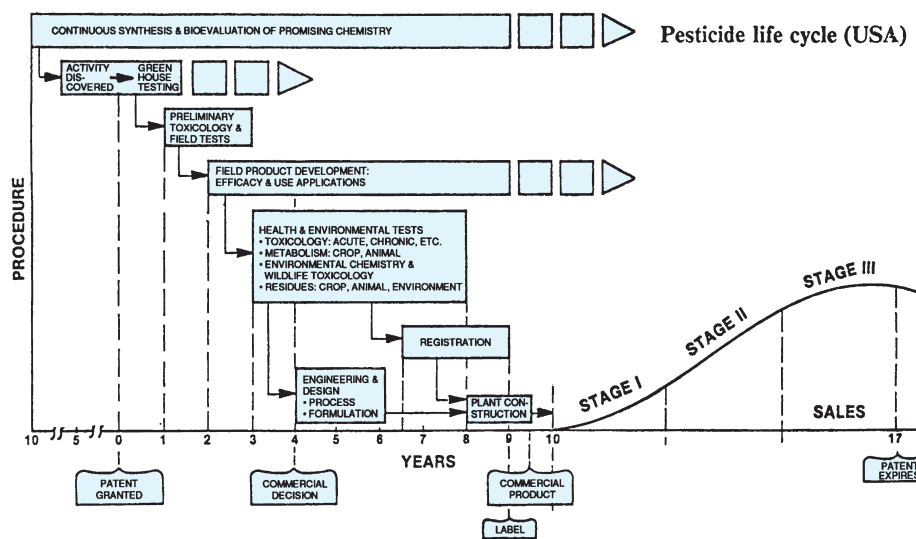 Pesticide life cycle (USA)
CONTINUOUS SYNTHESIS & BIOEVALUATION OF PROMISING CHEMISTRY
ACTIVITY
DIS-
COVERED
GREEN
HOUSE
TESTING
PRELIMINARY
TOXICOLOGY &
FIELD TESTS
FIELD PRODUCT DEVELOPMENT:
EFFICACY & USE APPLICATIONS
HEALTH & ENVIRONMENTAL TESTS
• TOXICOLOGY: ACUTE, CHRONIC, ETC.
• METABOLISM: CROP, ANIMAL
• ENVIRONMENTAL CHEMISTRY &
WILDLIFE TOXICOLOGY
• RESIDUES: CROP, ANIMAL, ENVIRONMENT
REGISTRATION
ENGINEERING &
DESIGN
• PROCESS
• FORMULATION
PLANT CON-
STRUCTION
PROCEDURE
STAGE I
STAGE II
STAGE III
SALES
10 5 0 1 2 3 4 5 6 7 8 9 10 17
YEARS
PATENT
GRANTED
COMMERCIAL
DECISION
COMMERCIAL
PRODUCT
LABEL
PATENT
EXPIRES